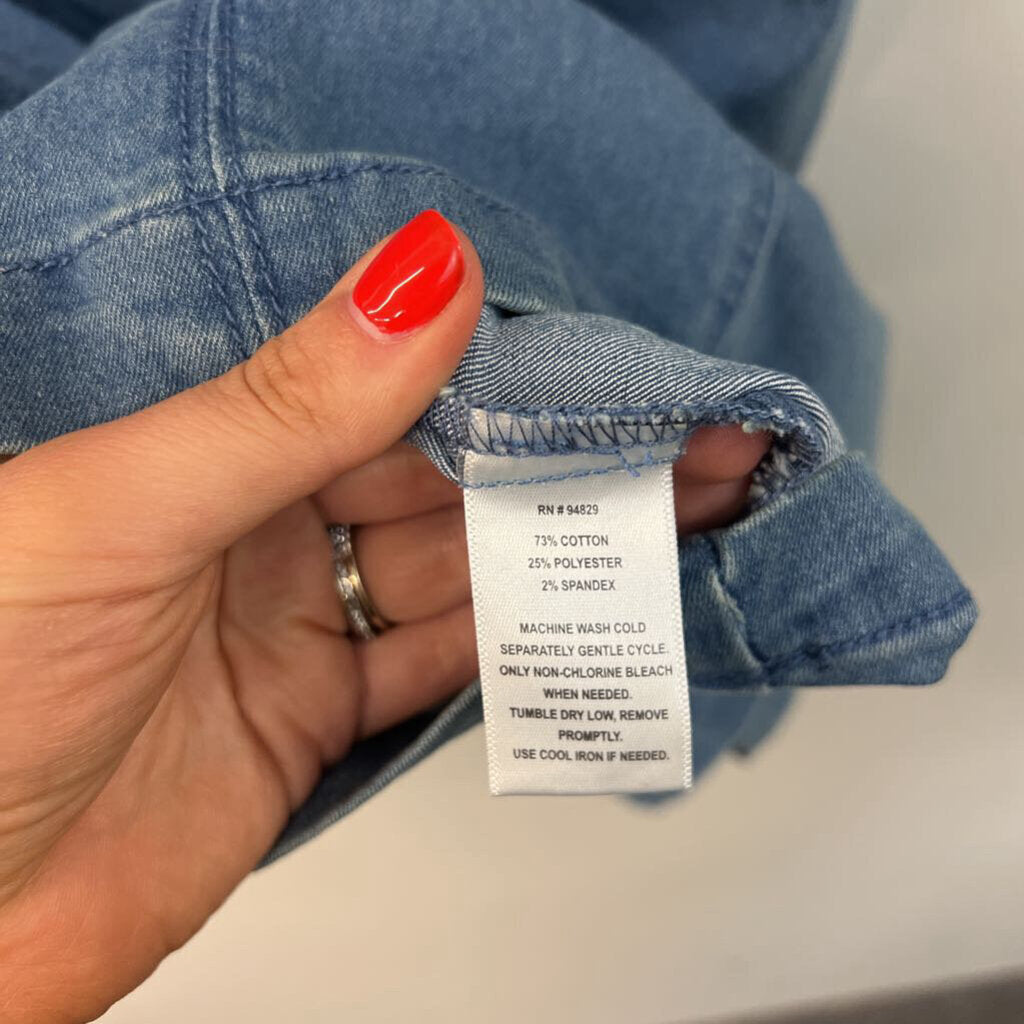 RN # 94829
73% COTTON
25% POLYESTER
2% SPANDEX
MACHINE WASH COLD
SEPARATELY GENTLE CYCLE.
ONLY NON-CHLORINE BLEACH
WHEN NEEDED.
TUMBLE DRY LOW, REMOVE
PROMPTLY.
USE COOL IRON IF NEEDED.